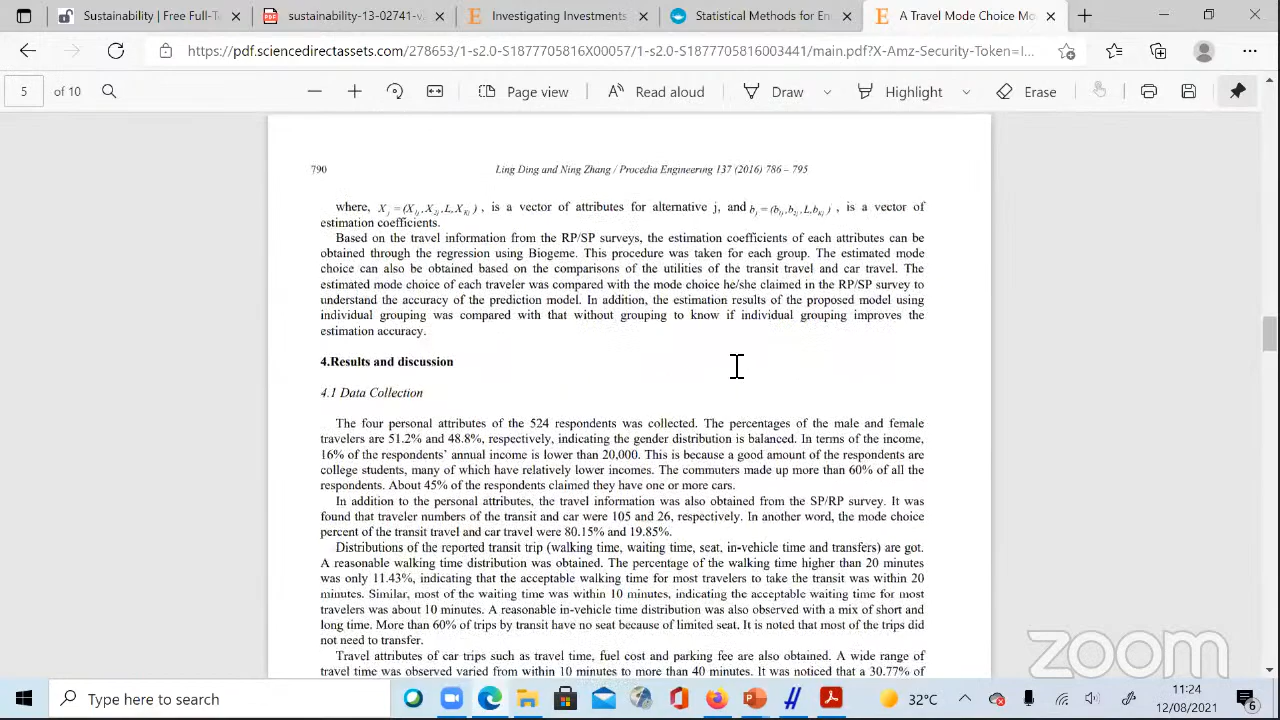 Sustainability | Free Full-T
sustainability-13-02741-v
Investigating Investments
Statistical Methods for En
A Travel Mode Choice Mo
https://pdf.sciencedirectassets.com/278653/1-s2.0-S1877705816X00057/1-s2.0-S1877705816003441/main.pdf?X-Amz-Security-Token=I...
5 of 10
Page view
Read aloud
Draw
Highlight
Erase
790 Ling Ding and Ning Zhang / Procedia Engineering 137 (2016) 786 – 795
where, Xj = (X1j, X2j, L, XKj) , is a vector of attributes for alternative j, and bj = (b1j, b2j, L, bKj) , is a vector of
estimation coefficients.
Based on the travel information from the RP/SP surveys, the estimation coefficients of each attributes can be
obtained through the regression using Biogeme. This procedure was taken for each group. The estimated mode
choice can also be obtained based on the comparisons of the utilities of the transit travel and car travel. The
estimated mode choice of each traveler was compared with the mode choice he/she claimed in the RP/SP survey to
understand the accuracy of the prediction model. In addition, the estimation results of the proposed model using
individual grouping was compared with that without grouping to know if individual grouping improves the
estimation accuracy.
4.Results and discussion
4.1 Data Collection
The four personal attributes of the 524 respondents was collected. The percentages of the male and female
travelers are 51.2% and 48.8%, respectively, indicating the gender distribution is balanced. In terms of the income,
16% of the respondents' annual income is lower than 20,000. This is because a good amount of the respondents are
college students, many of which have relatively lower incomes. The commuters made up more than 60% of all the
respondents. About 45% of the respondents claimed they have one or more cars.
In addition to the personal attributes, the travel information was also obtained from the SP/RP survey. It was
found that traveler numbers of the transit and car were 105 and 26, respectively. In another word, the mode choice
percent of the transit travel and car travel were 80.15% and 19.85%.
Distributions of the reported transit trip (walking time, waiting time, seat, in-vehicle time and transfers) are got.
A reasonable walking time distribution was obtained. The percentage of the walking time higher than 20 minutes
was only 11.43%, indicating that the acceptable walking time for most travelers to take the transit was within 20
minutes. Similar, most of the waiting time was within 10 minutes, indicating the acceptable waiting time for most
travelers was about 10 minutes. A reasonable in-vehicle time distribution was also observed with a mix of short and
long time. More than 60% of trips by transit have no seat because of limited seat. It is noted that most of the trips did
not need to transfer.
Travel attributes of car trips such as travel time, fuel cost and parking fee are also obtained. A wide range of
travel time was observed varied from within 10 minutes to more than 40 minutes. It was noticed that a 30.77% of
zoom
Type here to search
32°C
11:24
12/08/2021
6